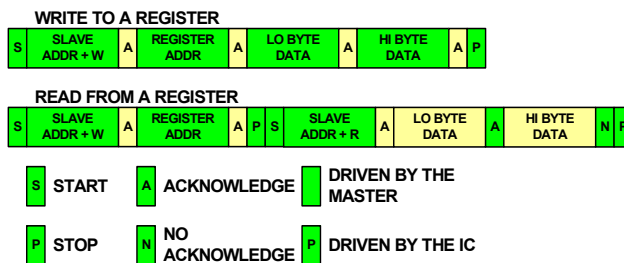 WRITE TO A REGISTER
S SLAVE ADDR + W A REGISTER ADDR A LO BYTE DATA A HI BYTE DATA A P
READ FROM A REGISTER
S SLAVE ADDR + W A REGISTER ADDR A P S SLAVE ADDR + R A LO BYTE DATA A HI BYTE DATA N P
S START A ACKNOWLEDGE DRIVEN BY THE MASTER
P STOP N NO ACKNOWLEDGE P DRIVEN BY THE IC